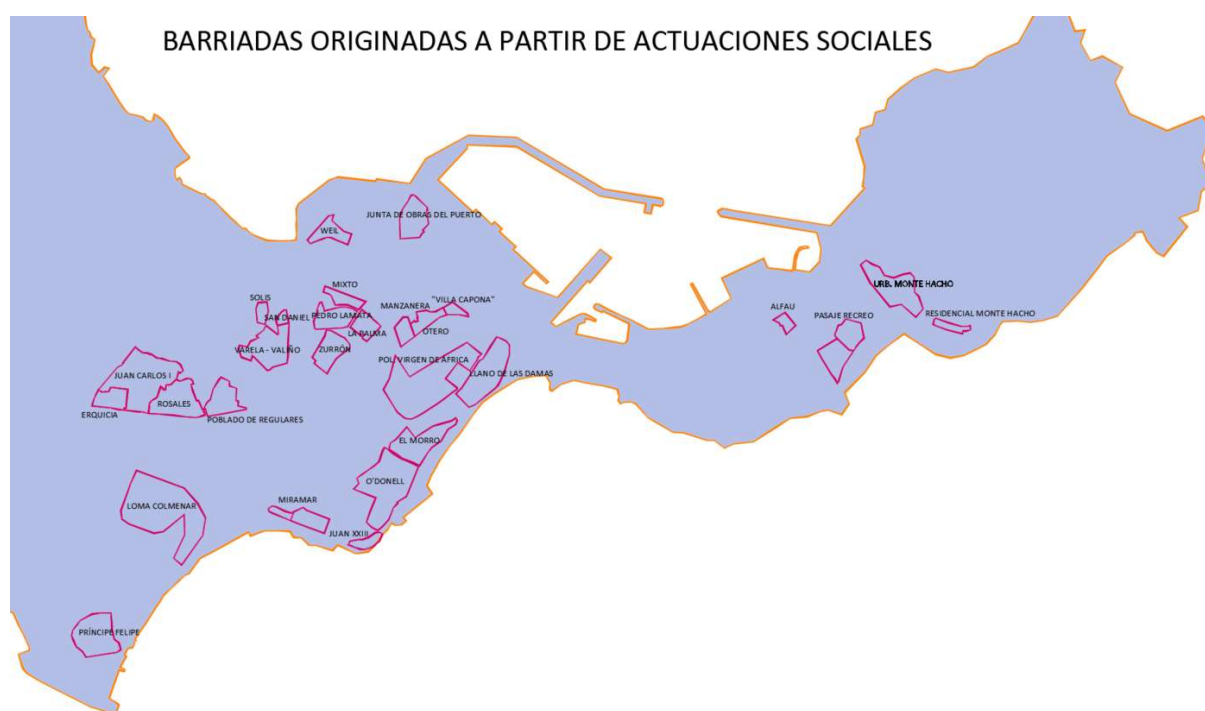 BARRIADAS ORIGINADAS A PARTIR DE ACTUACIONES SOCIALES
JUNTA DE OBRAS DEL PUERTO
WEIL
MIXTO
URB. MONTE HACHO
SOLIS
MANZANERA
"VILLA CAPONA"
ALFAU
SAN DANIEL
PEDRO LAMATA
PASAJE RECREO
RESIDENCIAL MONTE HACHO
LA PALMA
OTERO
VARELA - VALIÑO
ZURRÓN
POL. VIRGEN DE ÁFRICA
JUAN CARLOS I
LLANO DE LAS DAMAS
ROSALES
ERQUICIA
POBLADO DE REGULARES
EL MORRO
O'DONELL
LOMA COLMENAR
MIRAMAR
JUAN XXIII
PRÍNCIPE FELIPE